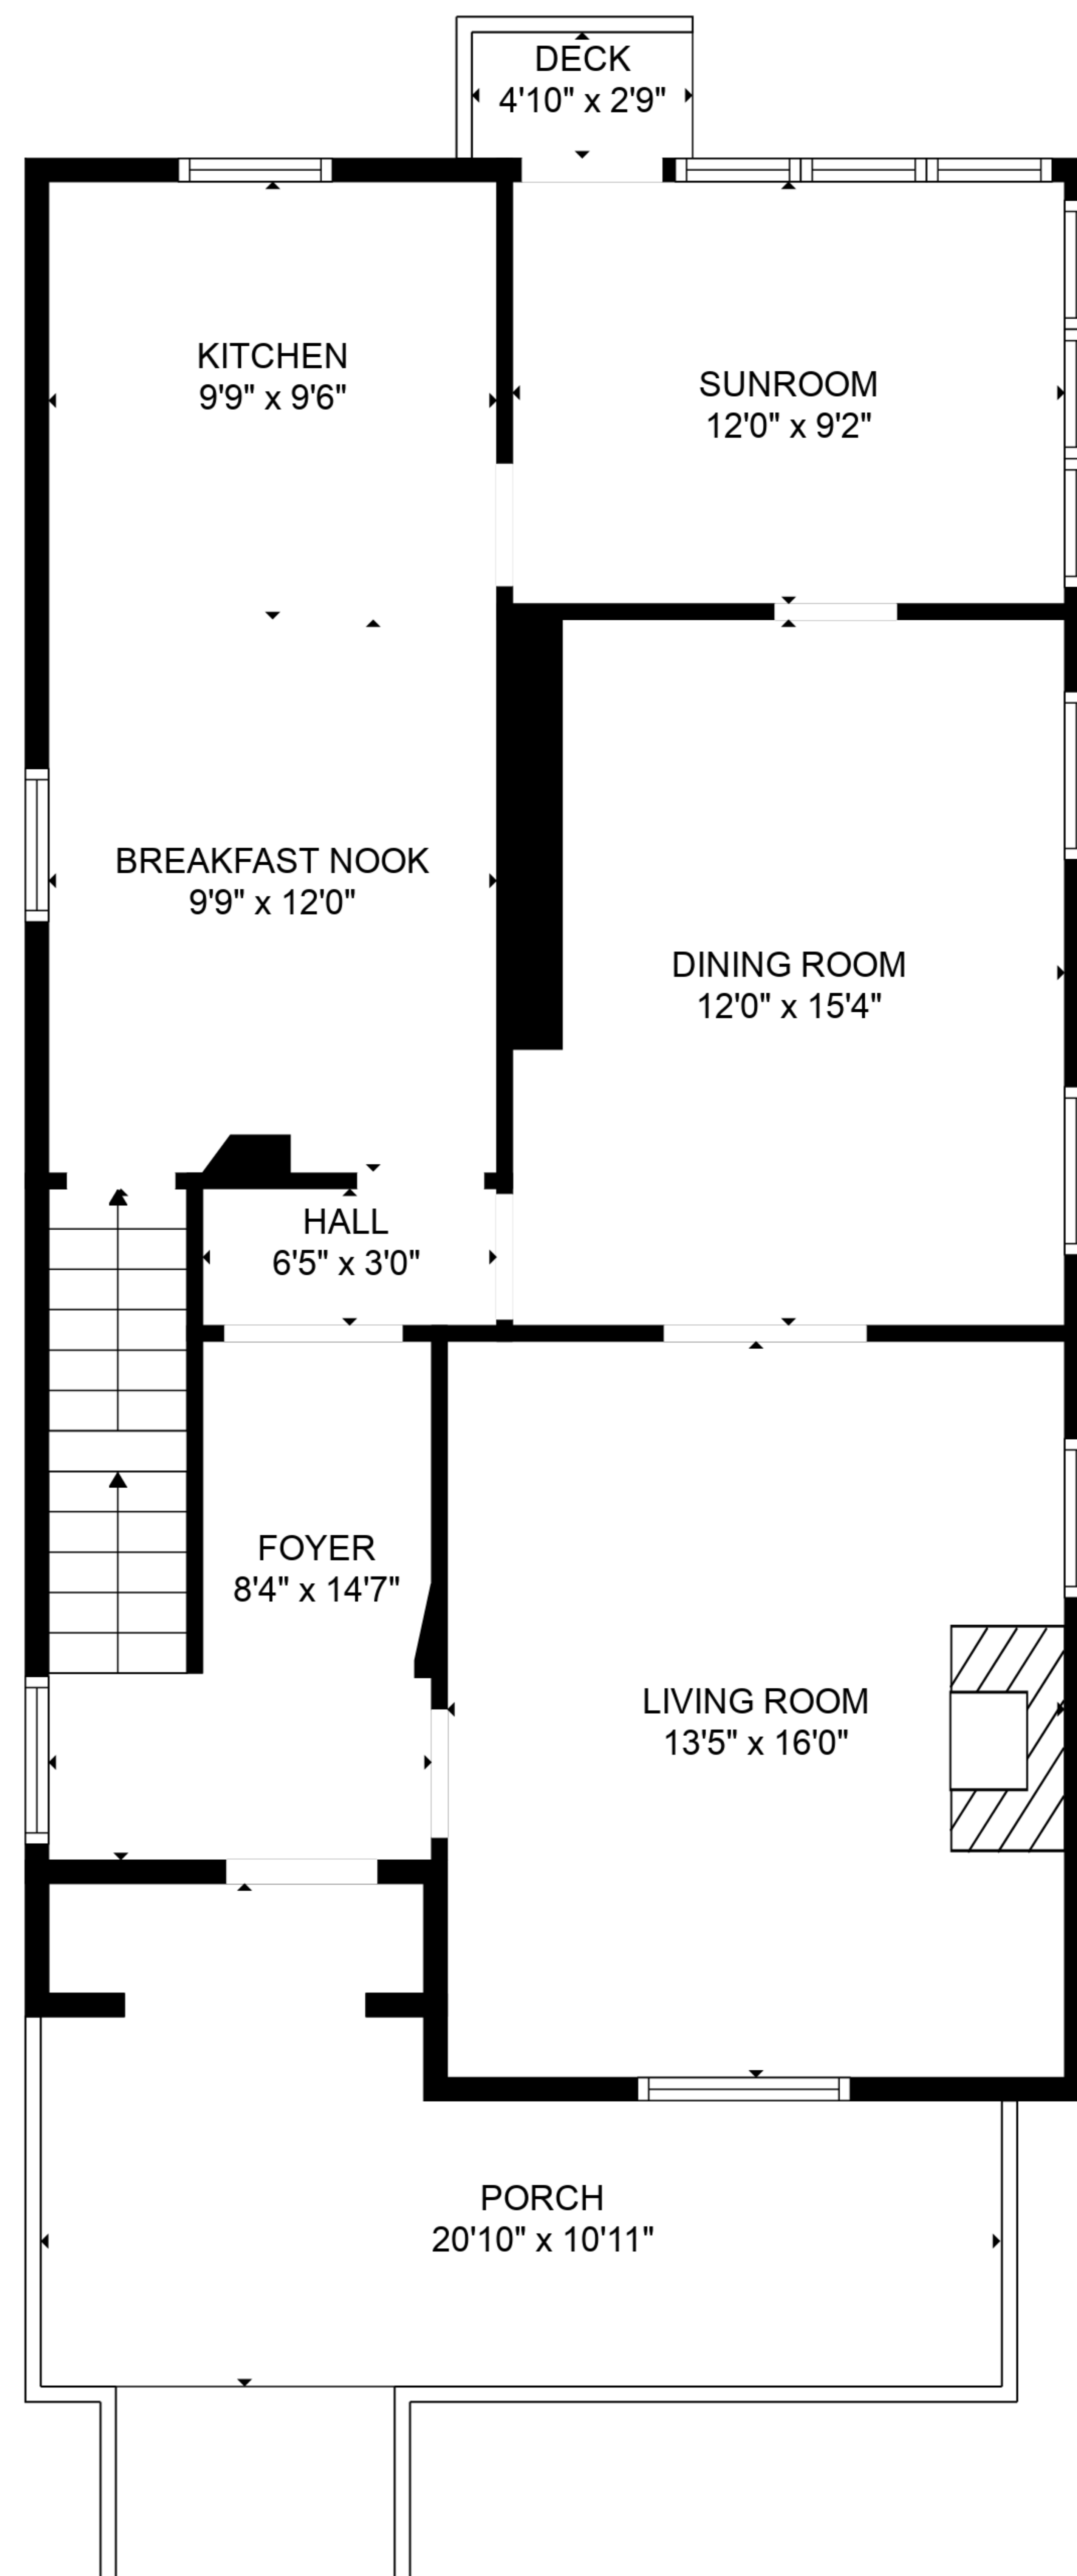 DECK
4'10" x 2'9"
KITCHEN
9'9" x 9'6"
SUNROOM
12'0" x 9'2"
BREAKFAST NOOK
9'9" x 12'0"
DINING ROOM
12'0" x 15'4"
HALL
6'5" x 3'0"
FOYER
8'4" x 14'7"
LIVING ROOM
13'5" x 16'0"
PORCH
20'10" x 10'11"